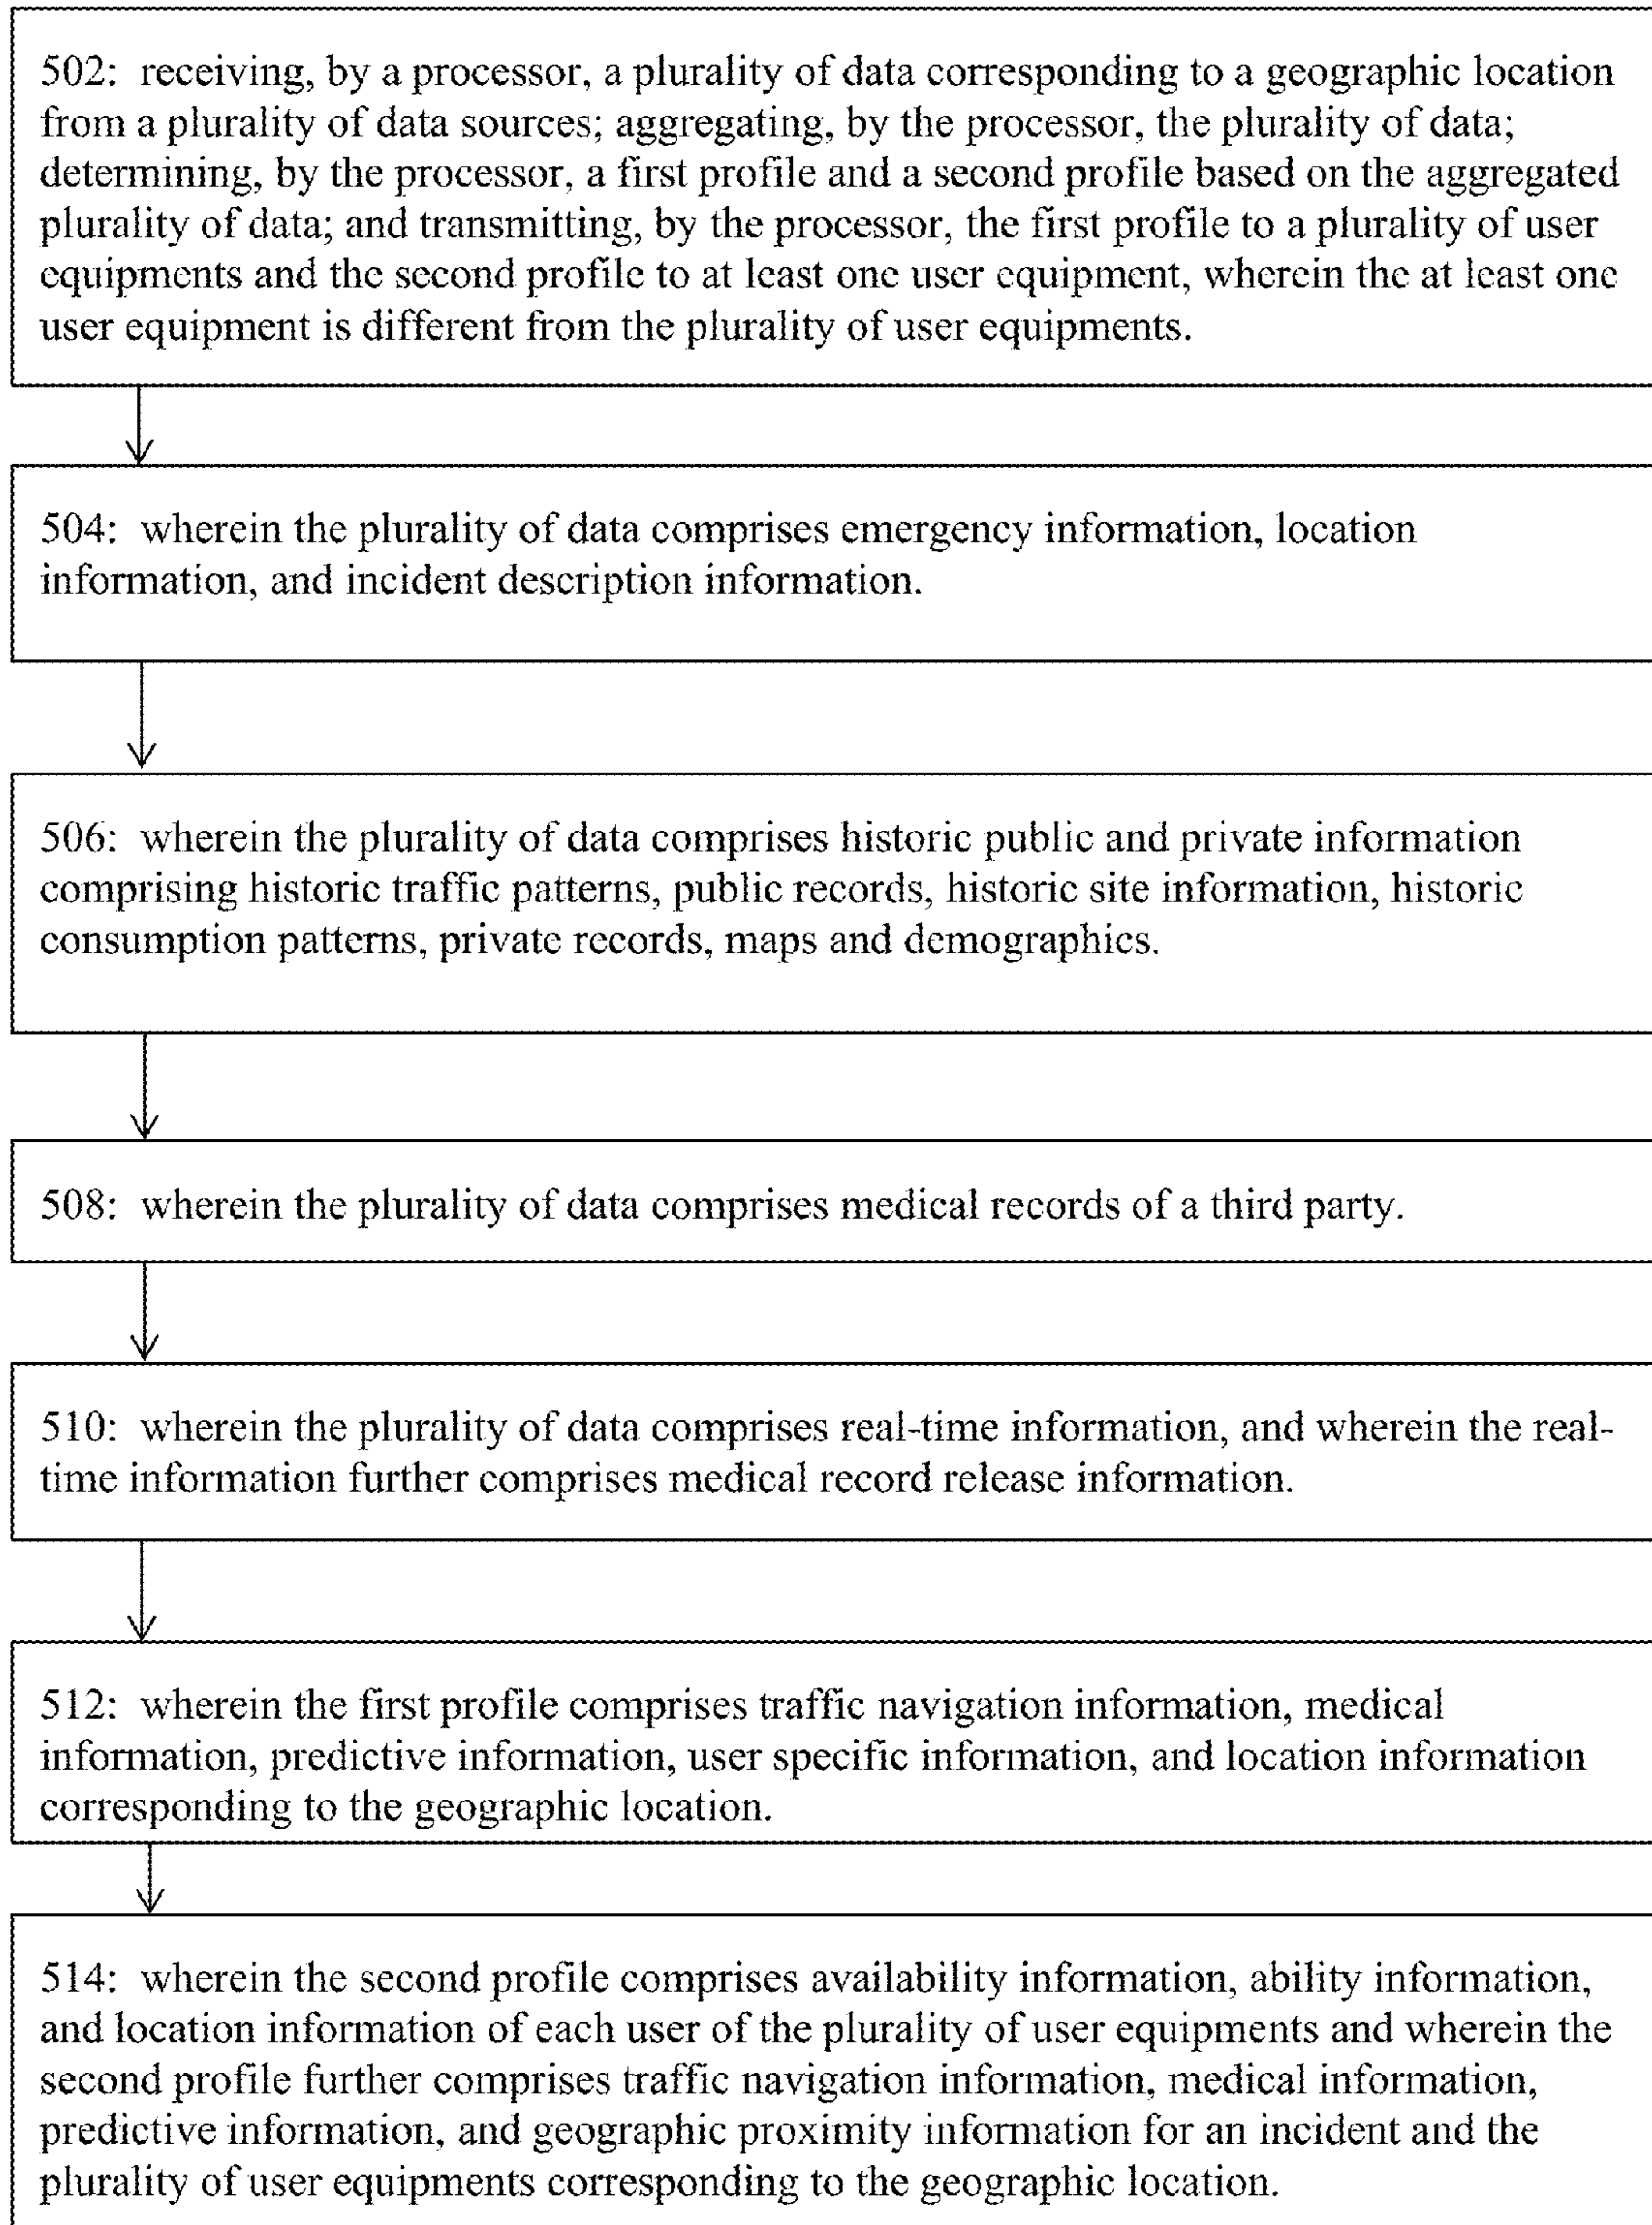 502: receiving, by a processor, a plurality of data corresponding to a geographic location
from a plurality of data sources; aggregating, by the processor, the plurality of data;
determining, by the processor, a first profile and a second profile based on the aggregated
plurality of data; and transmitting, by the processor, the first profile to a plurality of user
equipments and the second profile to at least one user equipment, wherein the at least one
user equipment is different from the plurality of user equipments.
504: wherein the plurality of data comprises emergency information, location
information, and incident description information.
506: wherein the plurality of data comprises historic public and private information
comprising historic traffic patterns, public records, historic site information, historic
consumption patterns, private records, maps and demographics.
508: wherein the plurality of data comprises medical records of a third party.
510: wherein the plurality of data comprises real-time information, and wherein the real-
time information further comprises medical record release information.
512: wherein the first profile comprises traffic navigation information, medical
information, predictive information, user specific information, and location information
corresponding to the geographic location.
514: wherein the second profile comprises availability information, ability information,
and location information of each user of the plurality of user equipments and wherein the
second profile further comprises traffic navigation information, medical information,
predictive information, and geographic proximity information for an incident and the
plurality of user equipments corresponding to the geographic location.